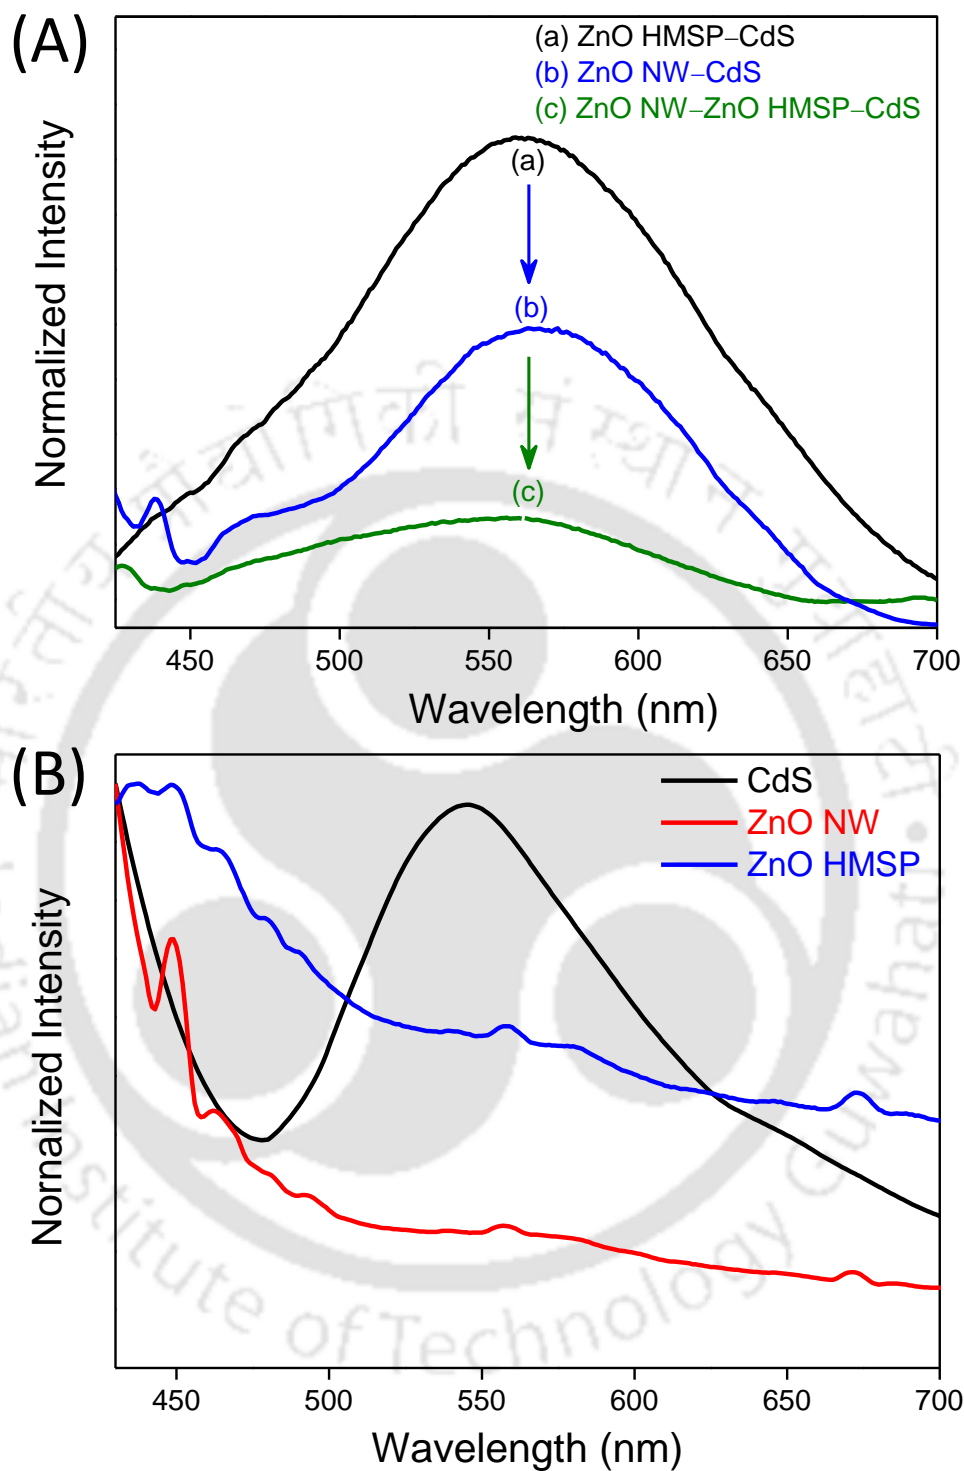 (A)
(a) ZnO HMSP–CdS
(b) ZnO NW–CdS
(c) ZnO NW–ZnO HMSP–CdS
(a)
(b)
(c)
Normalized Intensity
450 500 550 600 650 700
Wavelength (nm)
(B)
CdS
ZnO NW
ZnO HMSP
Nornalized Intensity
450 500 550 600 650 700
Wavelength (nm)
Institute of Technology Guwahati